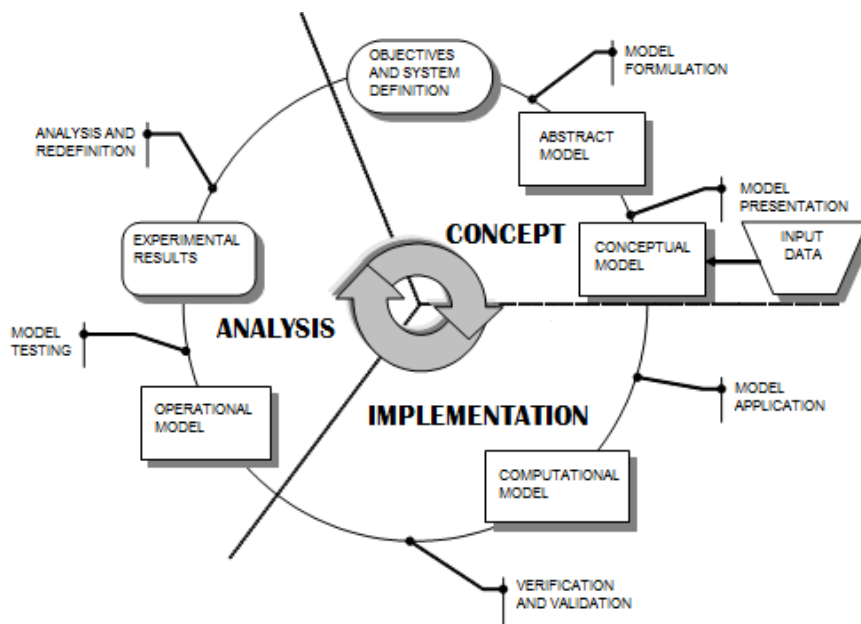 OBJECTIVES
AND SYSTEM
DEFINITION
MODEL
FORMULATION
ABSTRACT
MODEL
MODEL
PRESENTATION
CONCEPT
CONCEPTUAL
MODEL
INPUT
DATA
MODEL
APPLICATION
IMPLEMENTATION
COMPUTATIONAL
MODEL
VERIFICATION
AND VALIDATION
OPERATIONAL
MODEL
MODEL
TESTING
ANALYSIS
EXPERIMENTAL
RESULTS
ANALYSIS AND
REDEFINITION